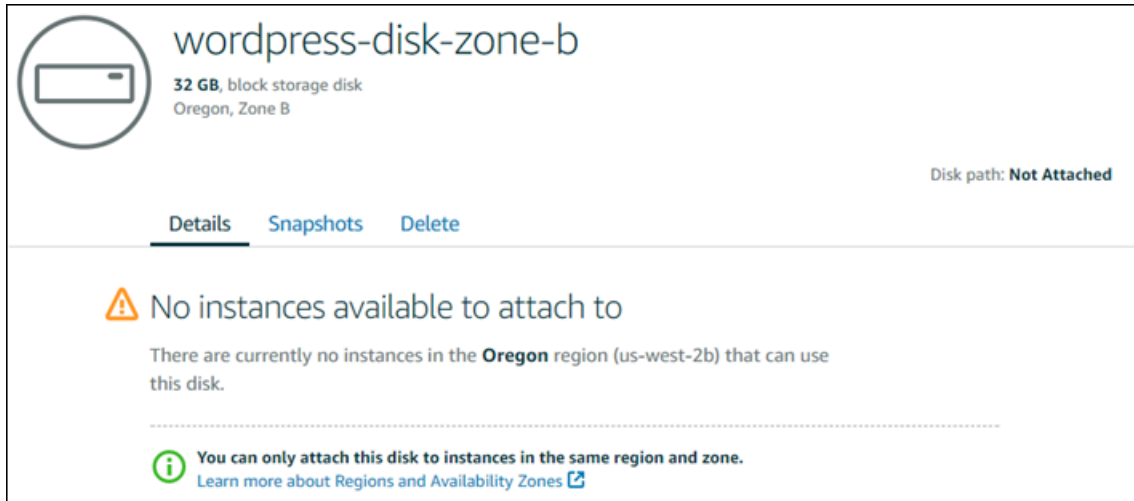 wordpress-disk-zone-b
32 GB, block storage disk
Oregon, Zone B
Disk path: Not Attached
Details Snapshots Delete
No instances available to attach to
There are currently no instances in the Oregon region (us-west-2b) that can use
this disk.
You can only attach this disk to instances in the same region and zone.
Learn more about Regions and Availability Zones